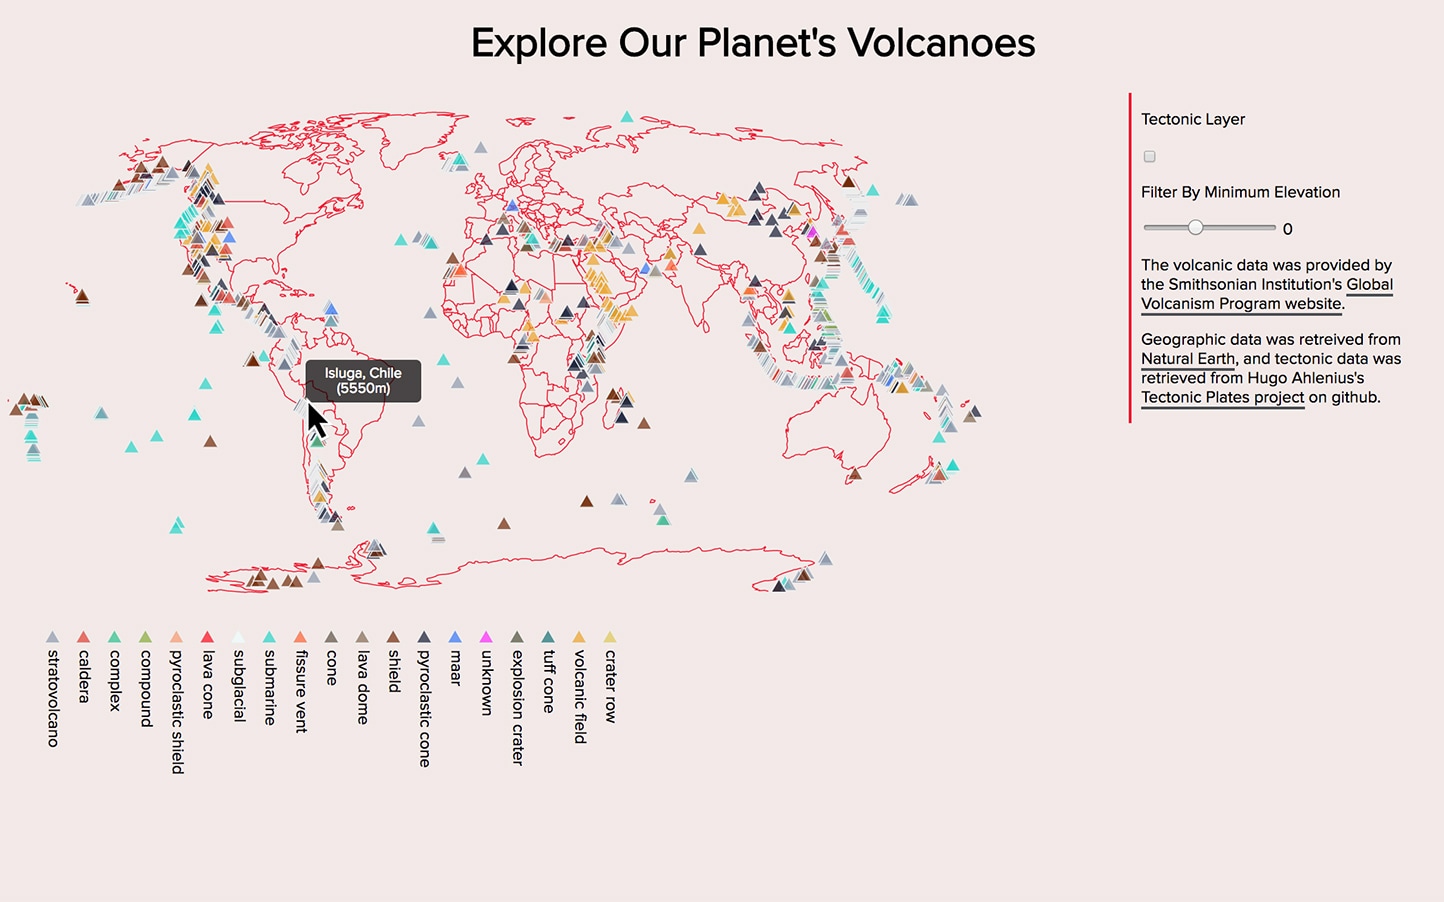 Explore Our Planet's Volcanoes
Tectonic Layer
Filter By Minimum Elevation
0
The volcanic data was provided by
the Smithsonian Institution's Global
Volcanism Program website.
Geographic data was retreived from
Natural Earth, and tectonic data was
retrieved from Hugo Ahlenius's
Tectonic Plates project on github.
Isluga, Chile
(5550m)
stratovolcano
caldera
complex
compound
pyroclastic shield
lava cone
subglacial
submarine
fissure vent
cone
lava dome
shield
pyroclastic cone
maar
unknown
explosion crater
tuff cone
volcanic field
crater row